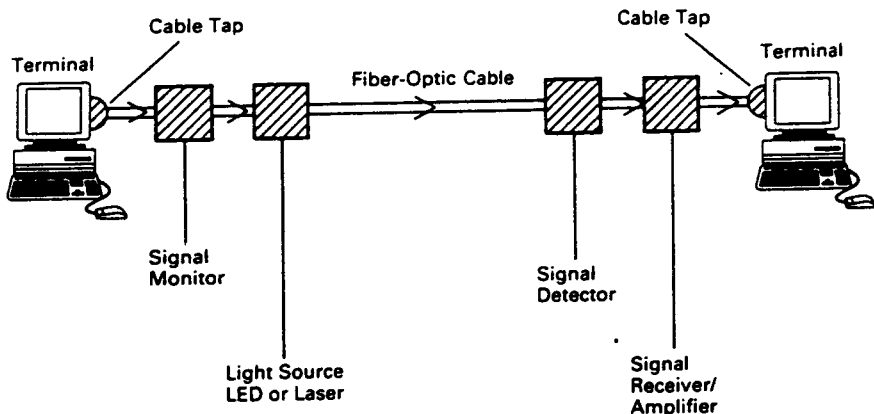 Cable Tap
Cable Tap
Terminal
Terminal
Fiber-Optic Cable
Signal
Monitor
Signal
Detector
Light Source
LED or Laser
Signal
Receiver/
Amplifier